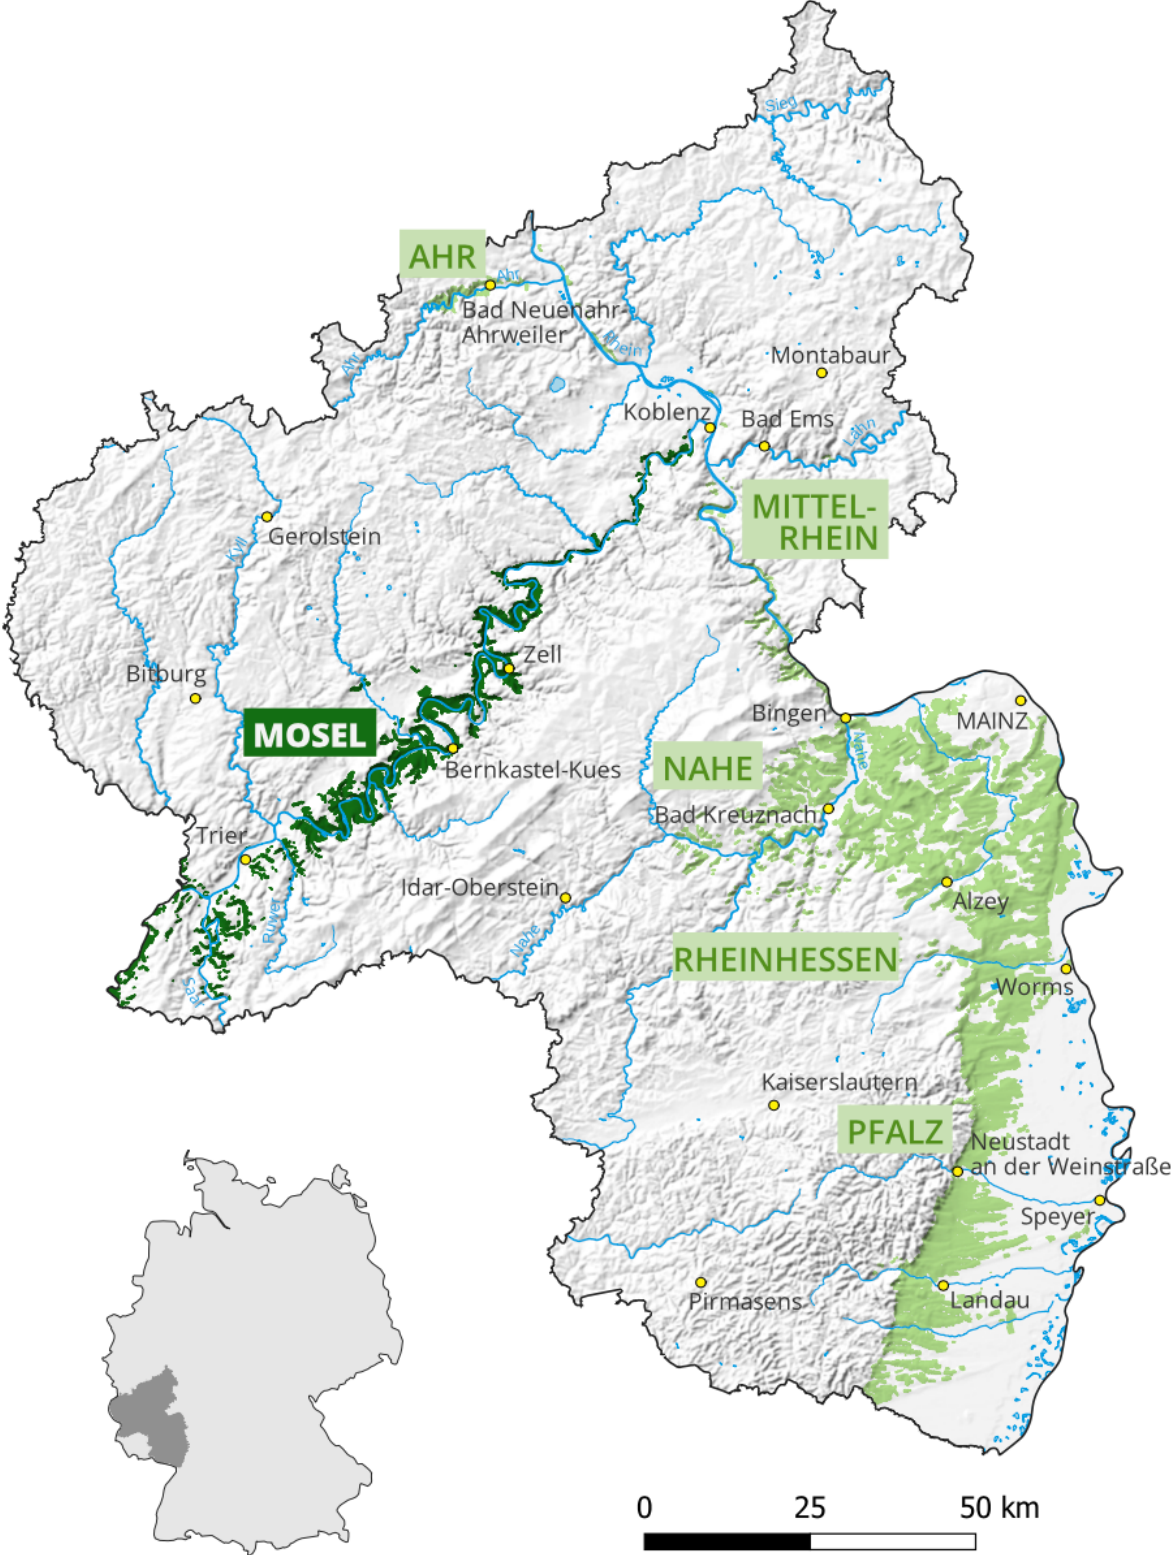 Sieg
AHR
Ahr
Bad Neuenahr-
Ahrweiler
Rhein
Ahr
Montabaur
Koblenz
Bad Ems
Lahn
MITTEL-
RHEIN
Gerolstein
Kyll
Zell
Bitburg
MOSEL
Bingen
MAINZ
Nahe
NAHE
Bernkastel-Kues
Bad Kreuznach
Trier
Idar-Oberstein
Alzey
Ruwer
Nahe
RHEINHESSEN
Worms
Saar
Kaiserslautern
PFALZ
Neustadt
an der Weinstraße
Speyer
Pirmasens
Landau
0 25 50 km